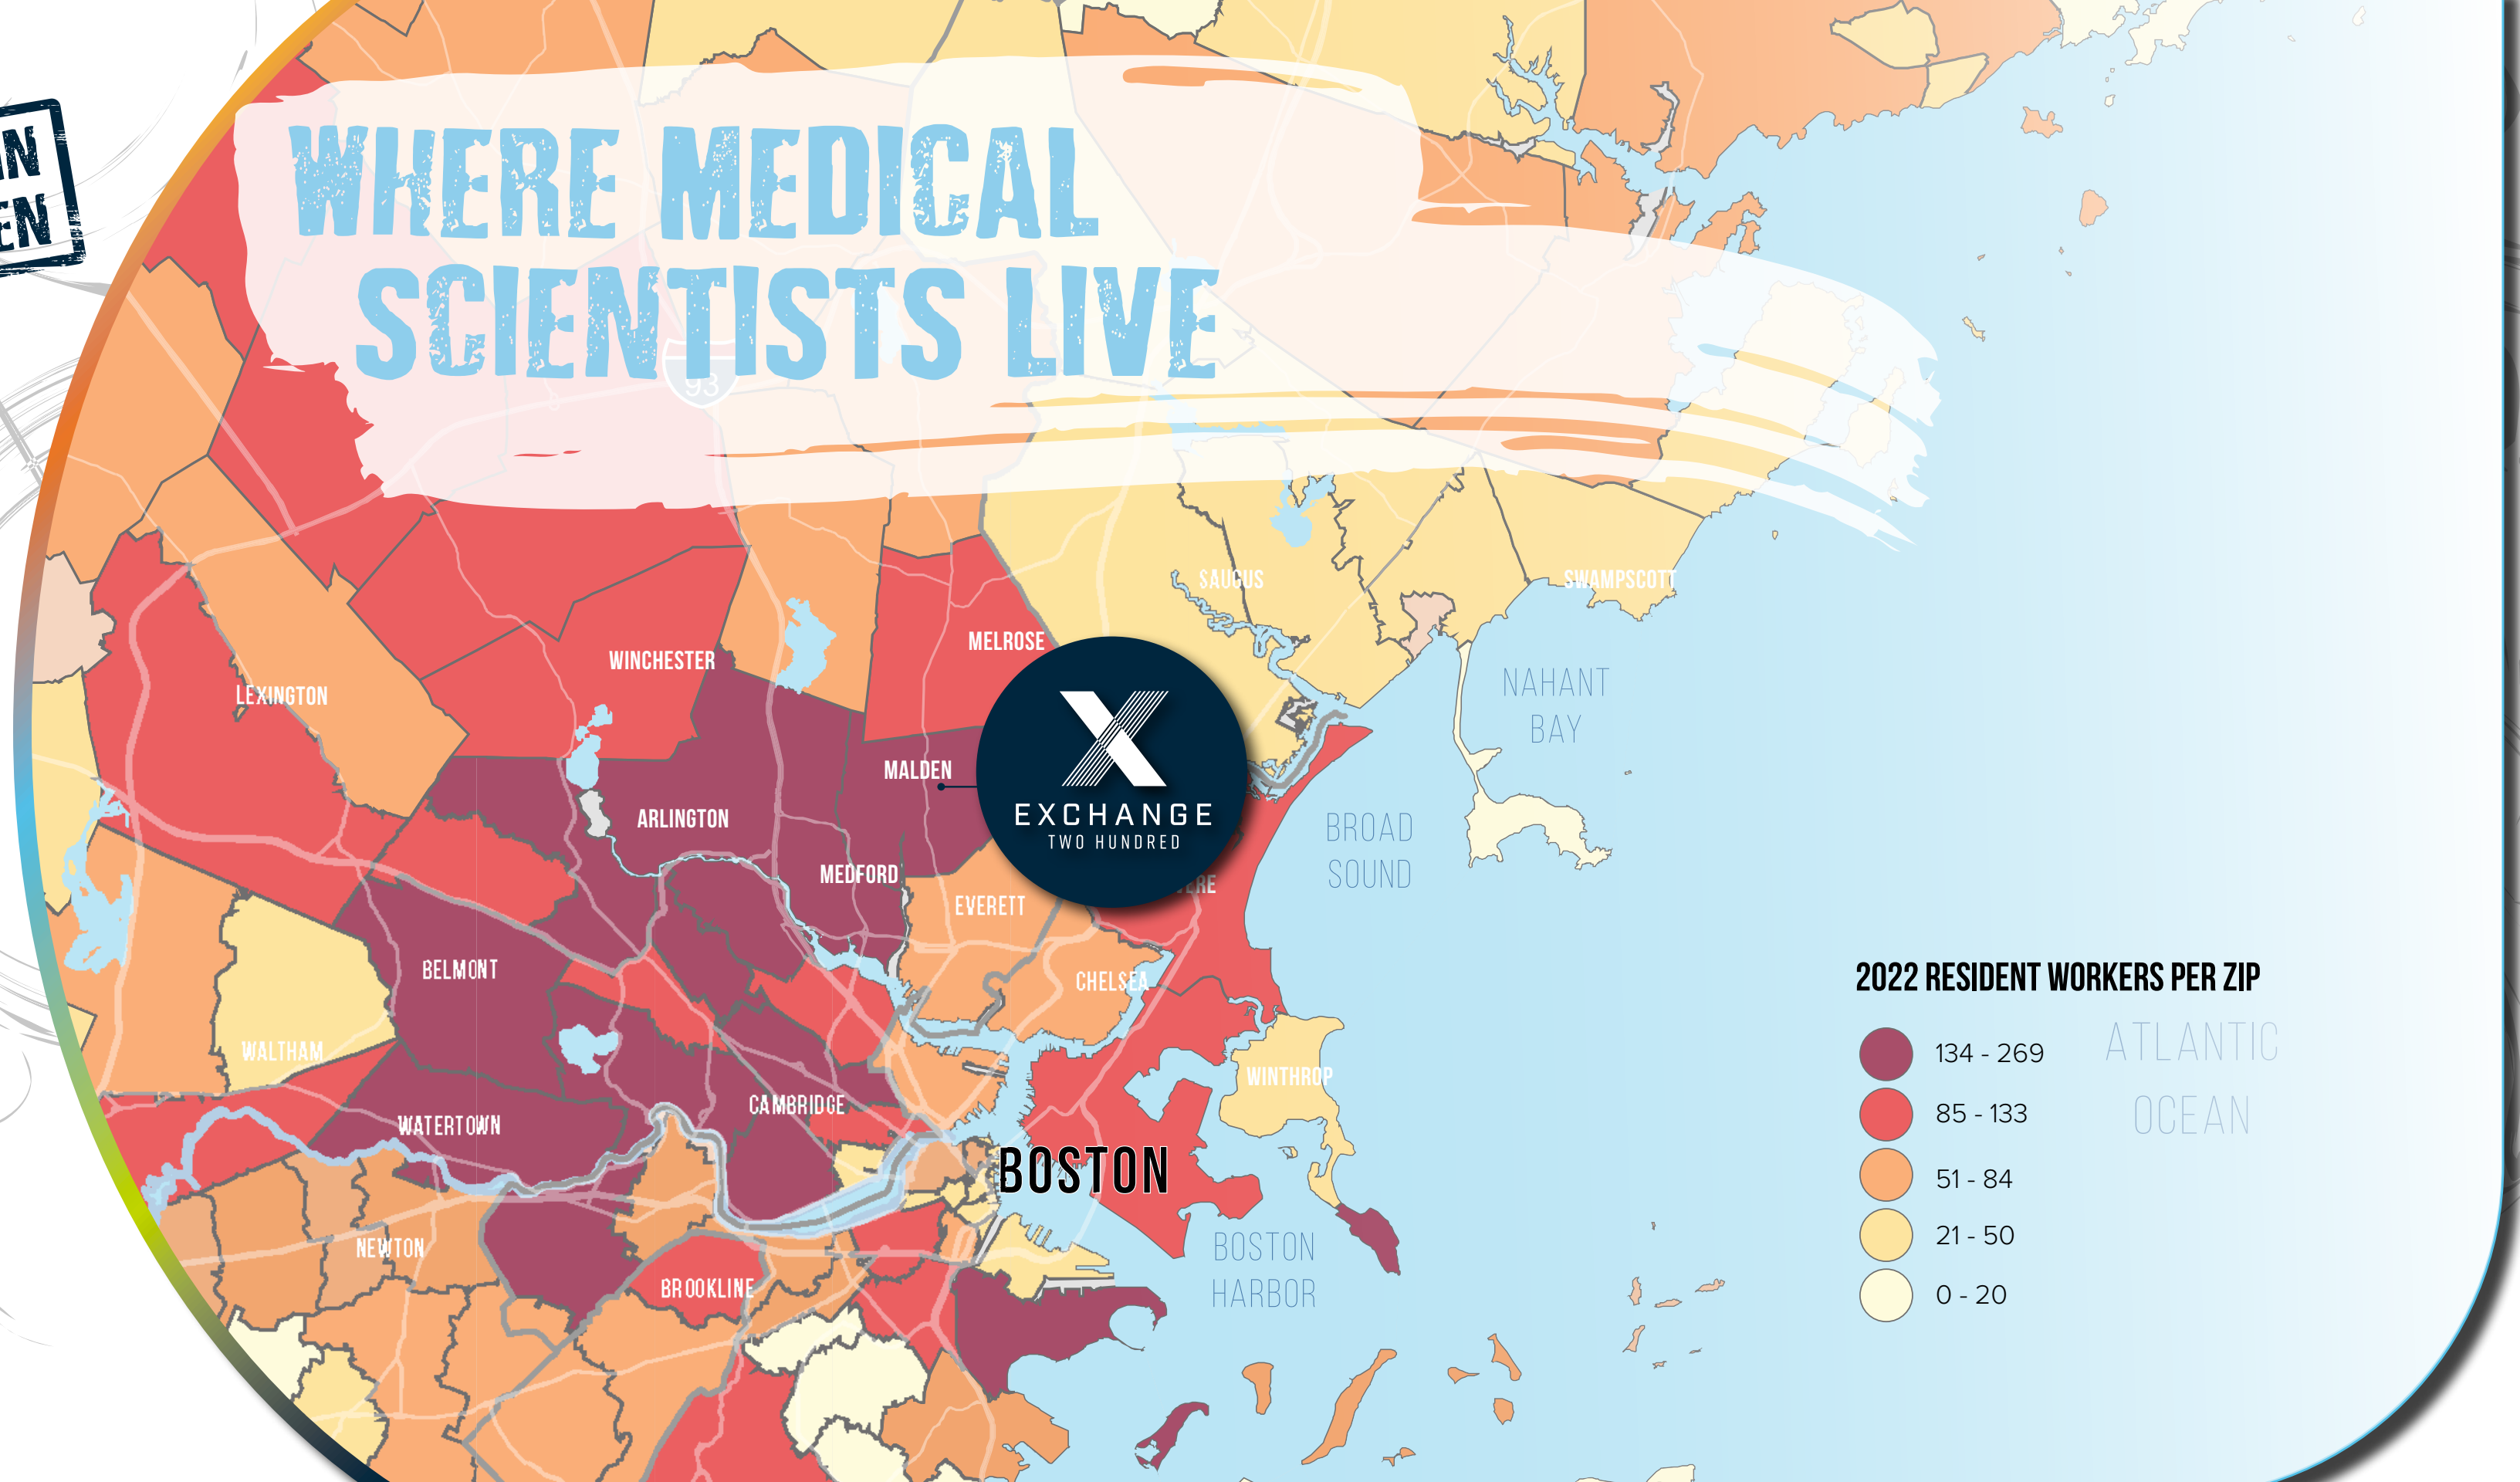 WHERE MEDICAL
SCIENTISTS LIVE
93
SAUGUS
SWAMPSCOTT
MELROSE
WINCHESTER
LEXINGTON
NAHANT
BAY
MALDEN
X
EXCHANGE
TWO HUNDRED
ARLINGTON
BROAD
SOUND
MEDFORD
EVERETT
BELMONT
CHELSEA
WALTHAM
WINTHROP
CAMBRIDGE
WATERTOWN
BOSTON
NEWTON
BROOKLINE
BOSTON
HARBOR
2022 RESIDENT WORKERS PER ZIP
134 - 269
85 - 133
51 - 84
21 - 50
0 - 20
ATLANTIC
OCEAN